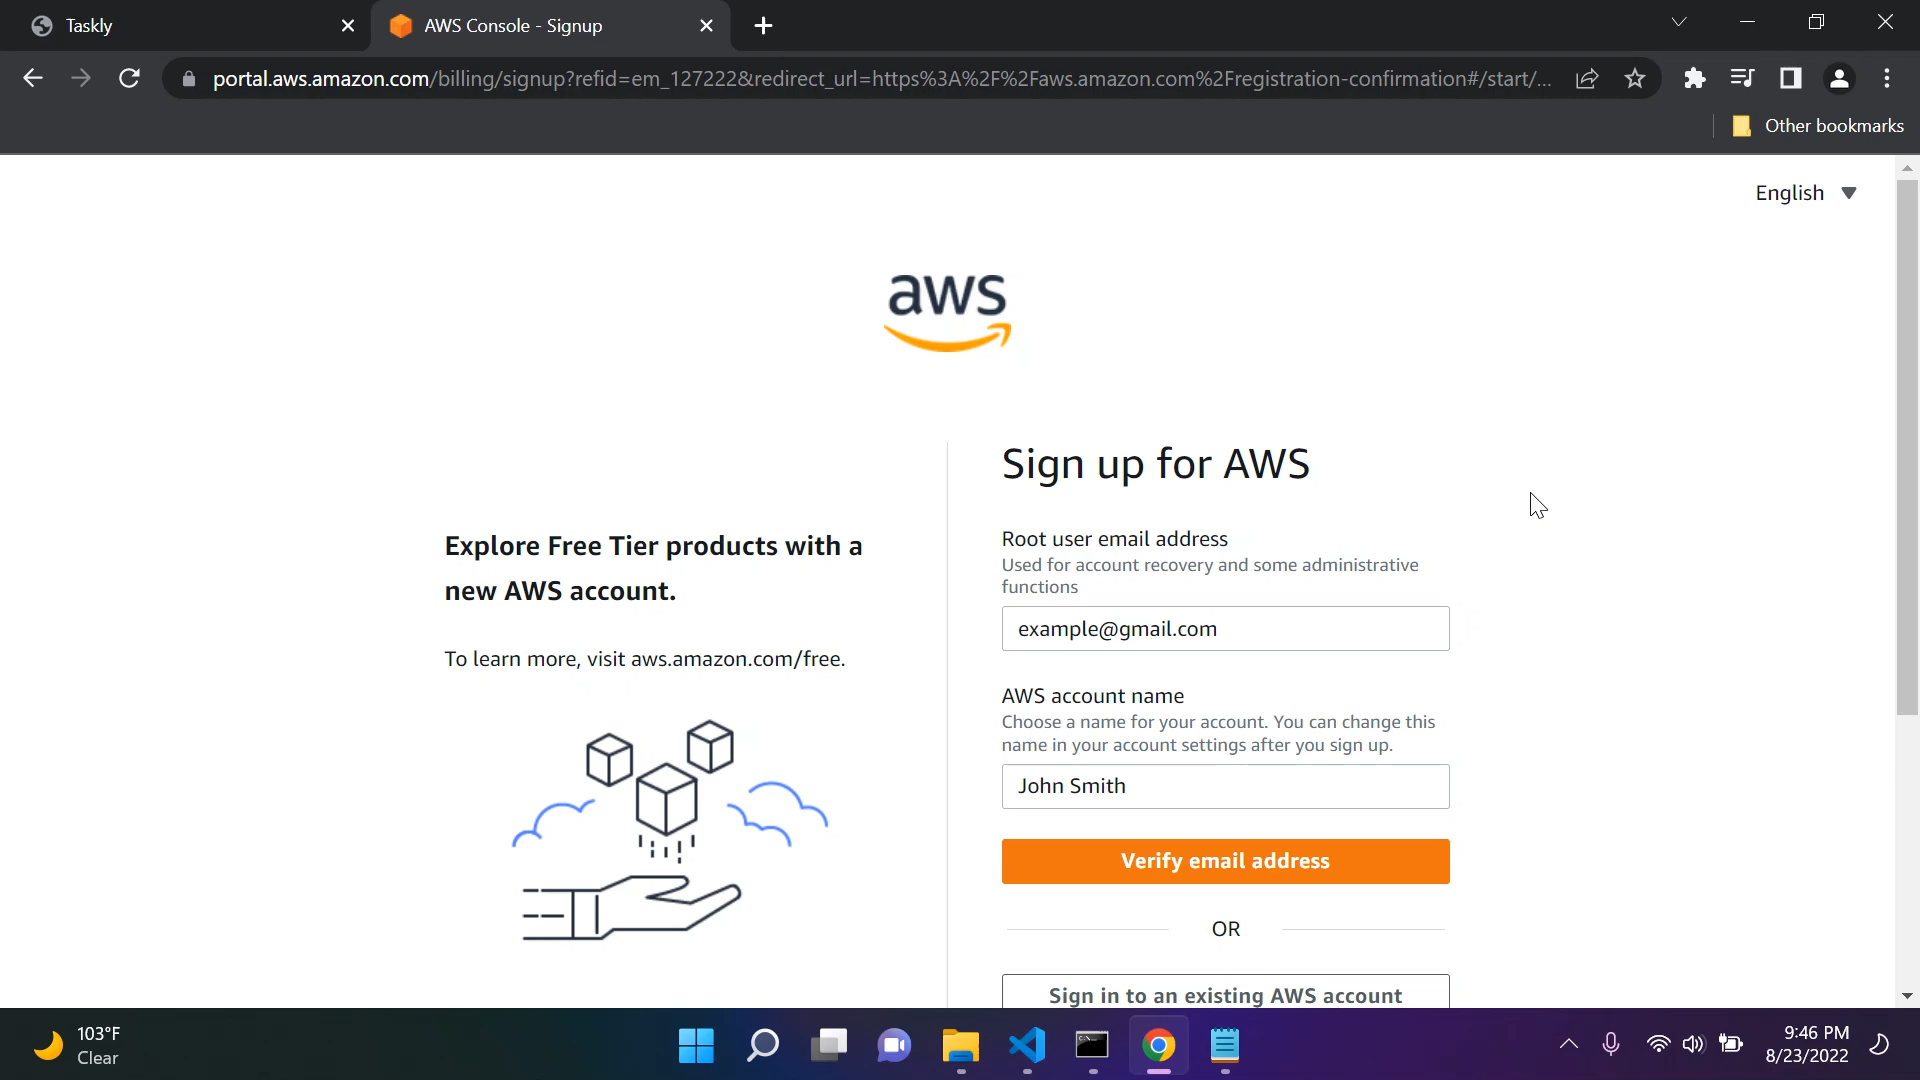 Taskly
AWS Console - Signup
portal.aws.amazon.com/billing/signup?refid=em_127222&redirect_url=https%3A%2F%2Faws.amazon.com%2Fregistration-confirmation#/start/...
Other bookmarks
English
aws
Explore Free Tier products with a
new AWS account.
To learn more, visit aws.amazon.com/free.
Sign up for AWS
Root user email address
Used for account recovery and some administrative
functions
example@gmail.com
AWS account name
Choose a name for your account. You can change this
name in your account settings after you sign up.
John Smith
Verify email address
OR
Sign in to an existing AWS account
103°F
Clear
9:46 PM
8/23/2022